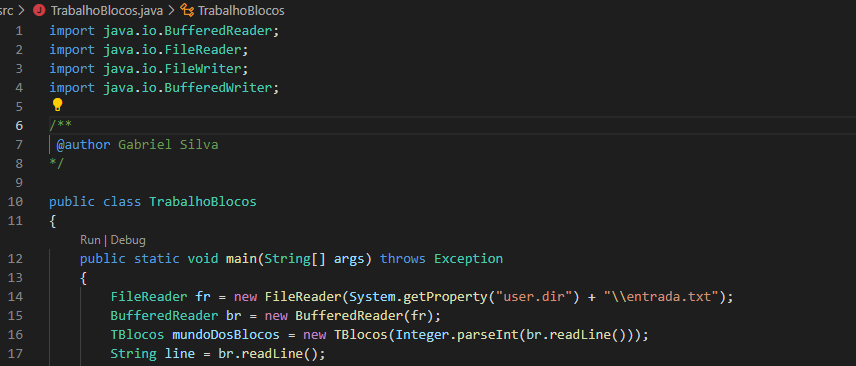 src > TrabalhoBlocos.java > TrabalhoBlocos
1 import java.io.BufferedReader;
2 import java.io.FileReader;
3 import java.io.FileWriter;
4 import java.io.BufferedWriter;
5
6 /**
7 @author Gabriel Silva
8 */
9
10 public class TrabalhoBlocos
11 {
Run | Debug
12 public static void main(String[] args) throws Exception
13 {
14 FileReader fr = new FileReader(System.getProperty("user.dir") + "\\entrada.txt");
15 BufferedReader br = new BufferedReader(fr);
16 TBlocos mundoDosBlocos = new TBlocos(Integer.parseInt(br.readLine()));
17 String line = br.readLine();